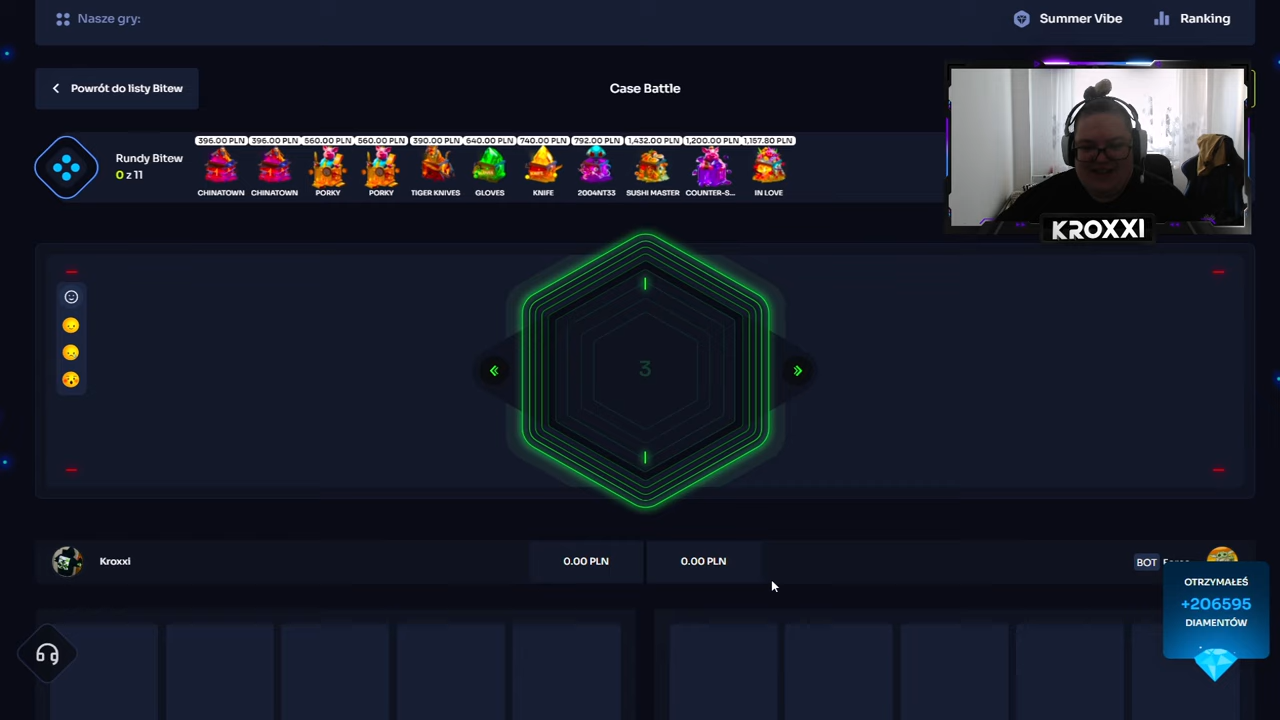 Nasze gry:
Summer Vibe
Ranking
Powrót do listy Bitew
Case Battle
Rundy Bitew
0 z 11
396.00 PLN
396.00 PLN
560.00 PLN
560.00 PLN
390.00 PLN
640.00 PLN
740.00 PLN
792.00 PLN
1,432.00 PLN
1,200.00 PLN
1,157.80 PLN
CHINATOWN
CHINATOWN
PORKY
PORKY
TIGER KNIVES
GLOVES
KNIFE
2004NT33
SUSHI MASTER
COUNTER-S...
IN LOVE
KROXXI
3
Kroxxi
0.00 PLN
0.00 PLN
BOT
OTRZYMAŁEŚ
+206595
DIAMENTÓW